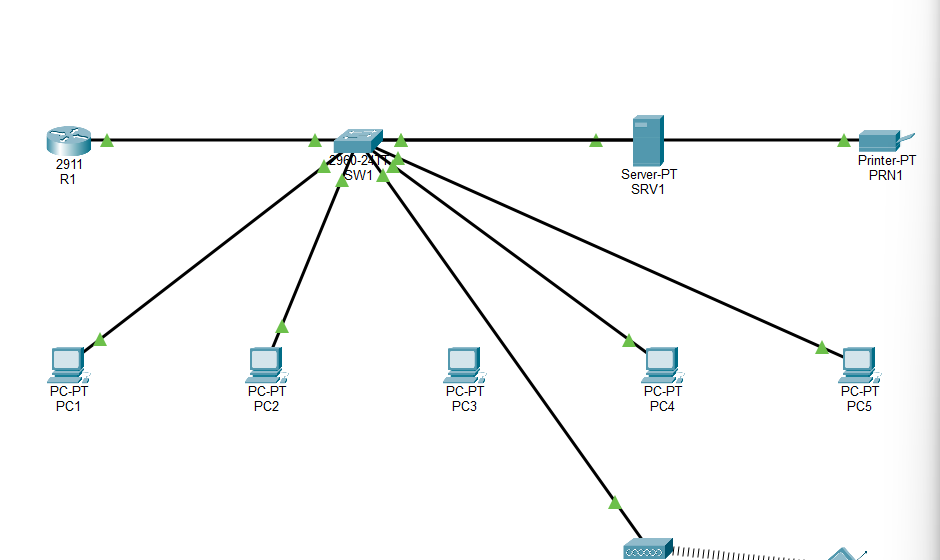 2911
R1
2960-24TT
SW1
Server-PT
SRV1
Printer-PT
PRN1
PC-PT
PC1
PC-PT
PC2
PC-PT
PC3
PC-PT
PC4
PC-PT
PC5